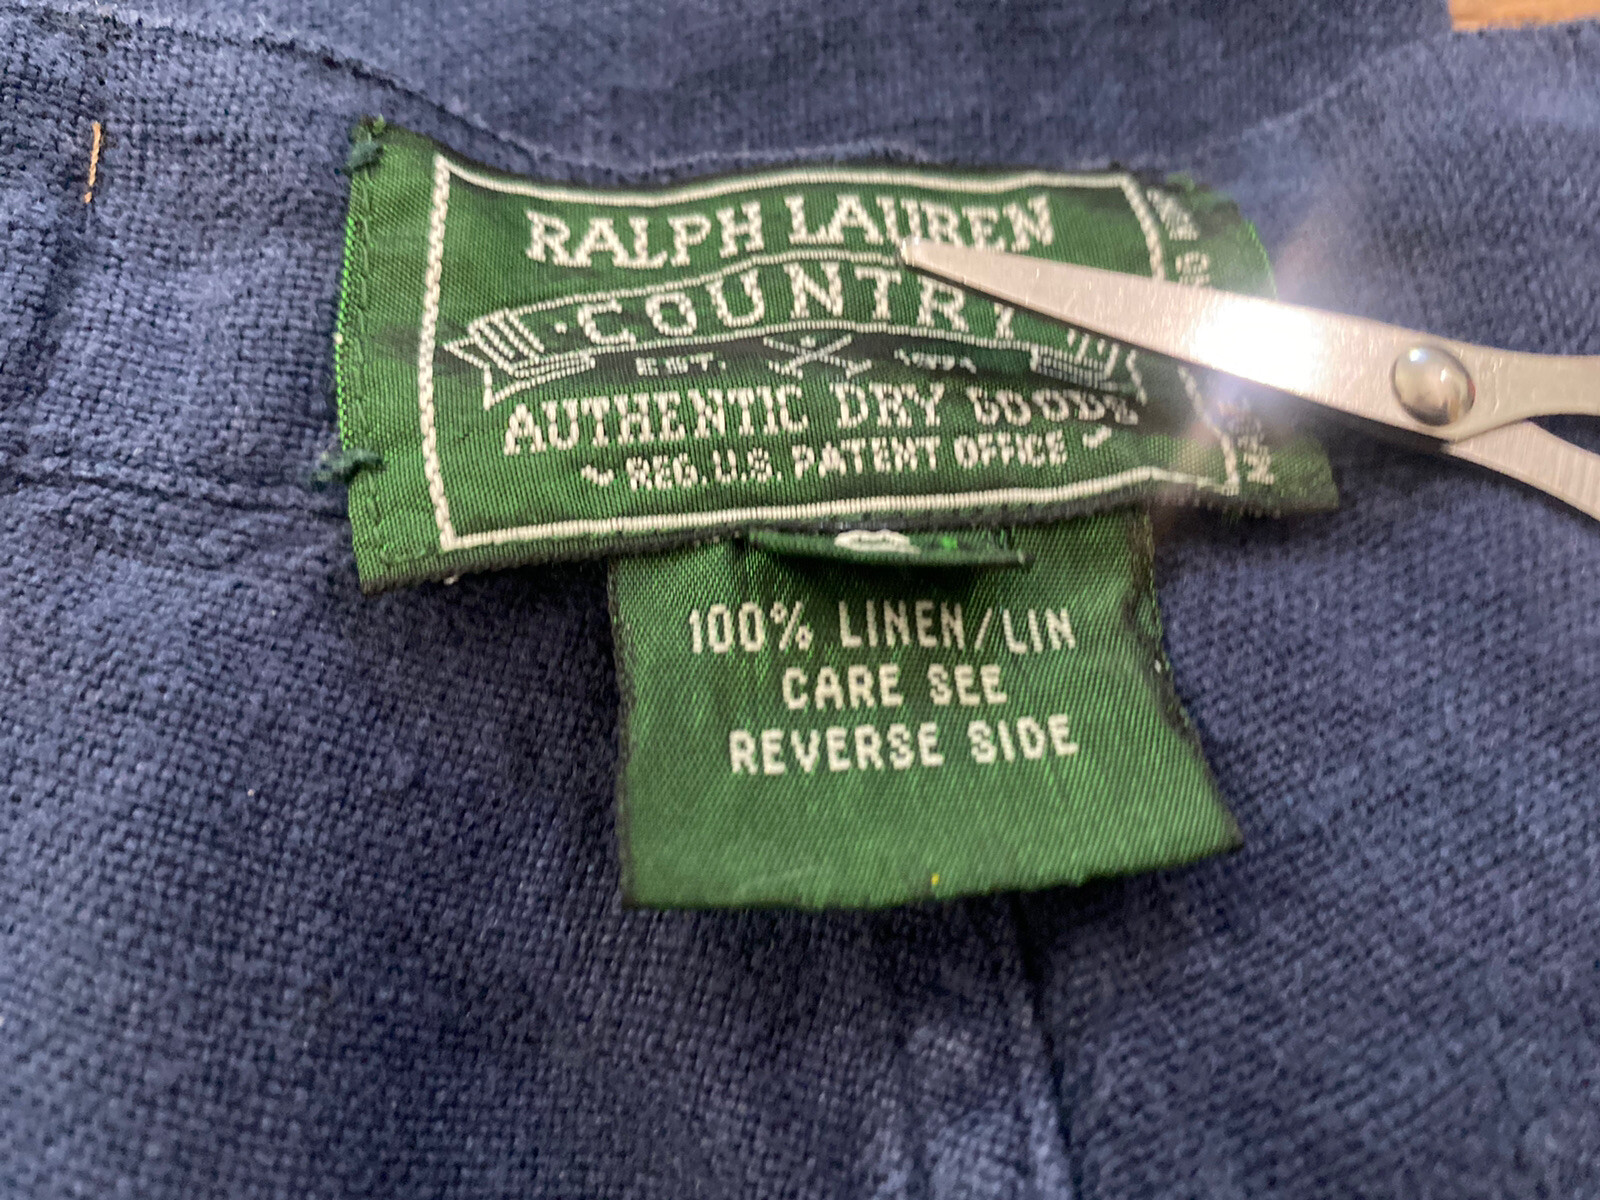 RALPH LAUREN
COUNTRY
EST.
AUTHENTIC DRY GOODS
REG. U.S. PATENT OFFICE
100% LINEN/LIN
CARE SEE
REVERSE SIDE